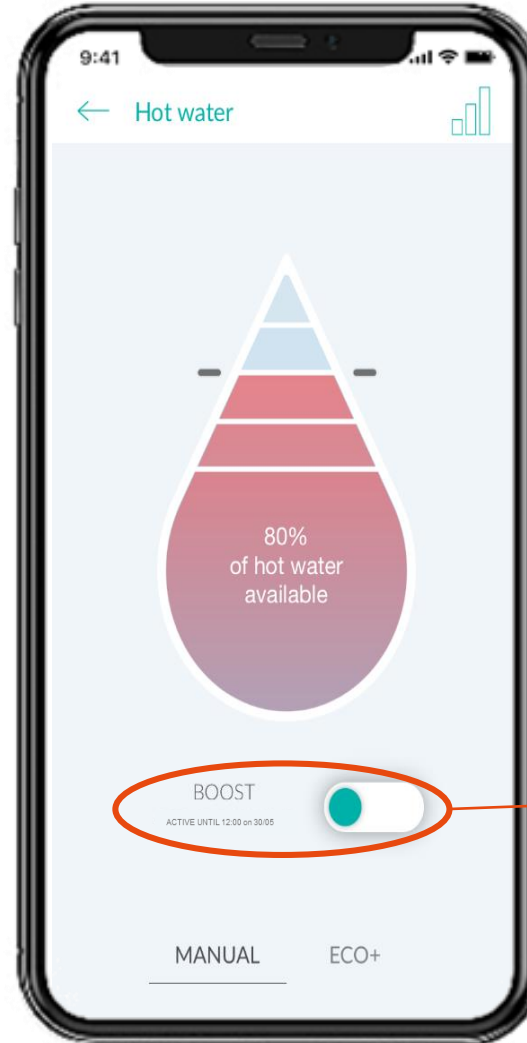 9:41
Hot water
80%
of hot water
available
BOOST
ACTIVE UNTIL 12:00 on 30/05
MANUAL ECO+